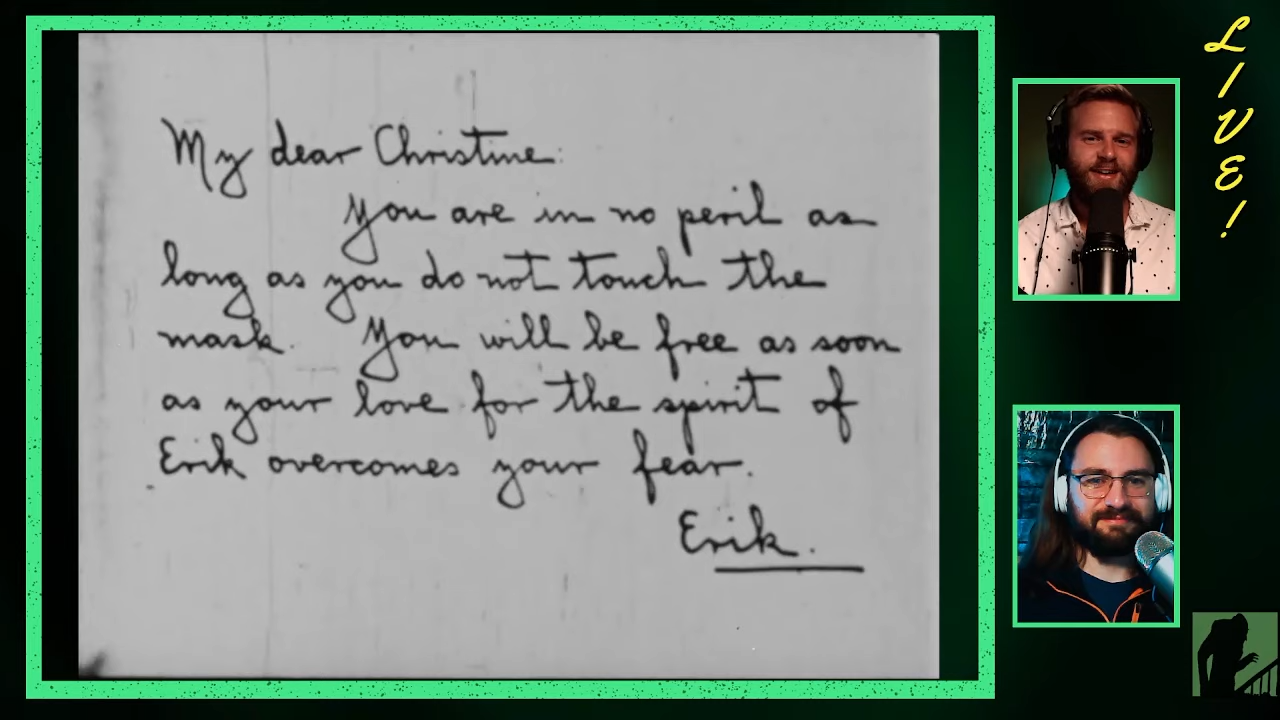 My dear Christine:
You are in no peril as
long as you do not touch the
mask. You will be free as soon
as your love for the spirit of
Erik overcomes your fear.
Erik.
LIVE!